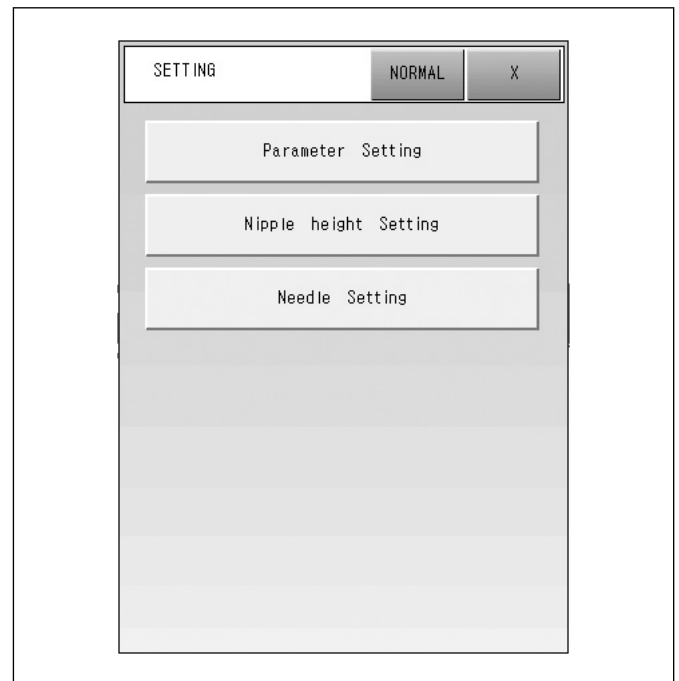 SETTING NORMAL X
Parameter Setting
Nipple height Setting
Needle Setting